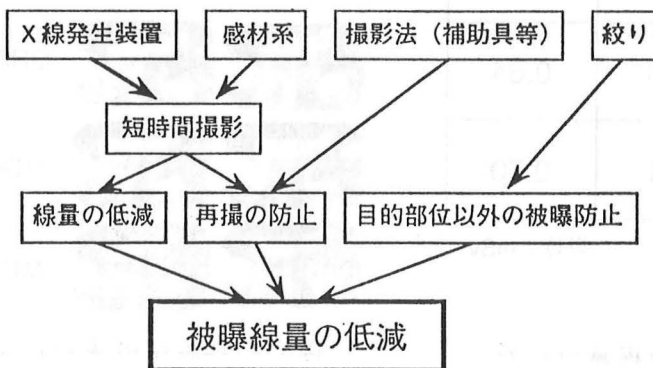 X線発生装置
感材系
撮影法（補助具等）
絞り
短時間撮影
線量の低減
再撮の防止
目的部位以外の被曝防止
被曝線量の低減